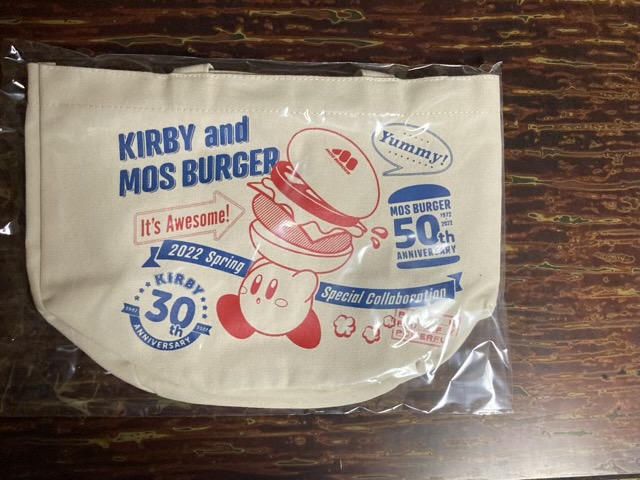 KIRBY and
MOS BURGER
Yummy!
It's Awesome!
MOS BURGER
1972
2022
50th
ANNIVERSARY
2022 Spring
Special Collaboration
KIRBY
30th
1992
ANNIVERSARY